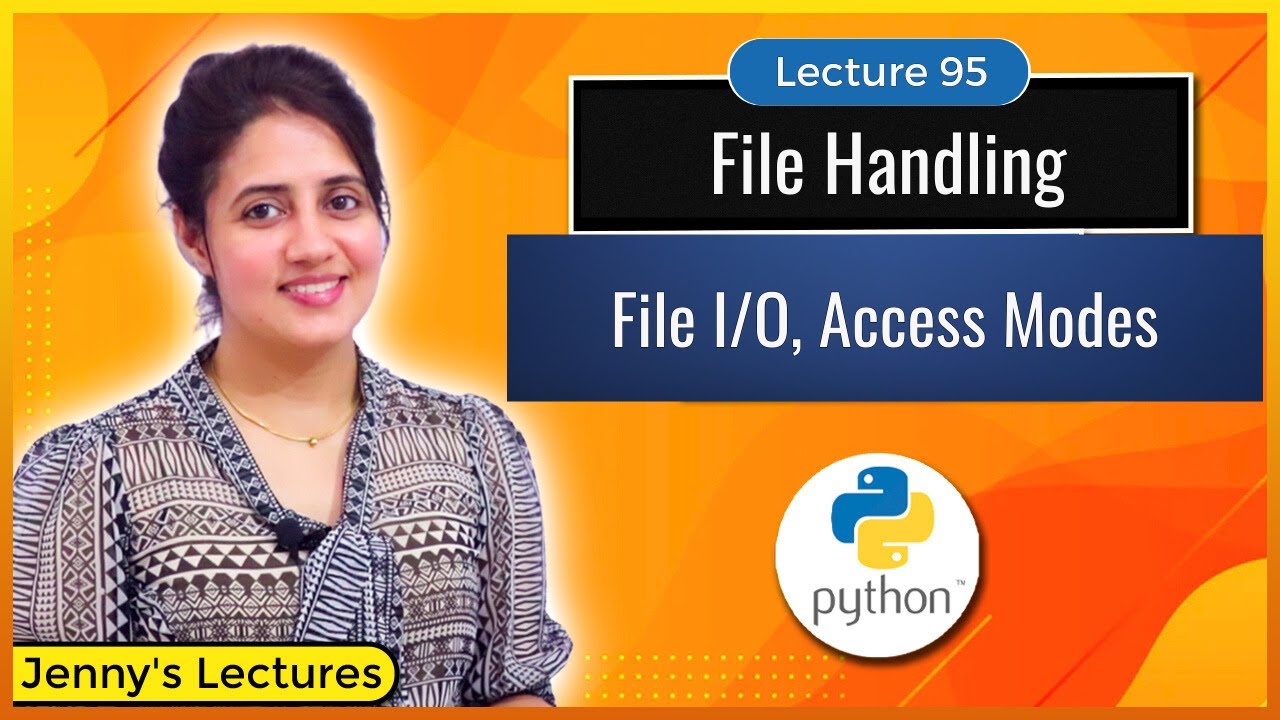 Lecture 95
File Handling
File I/O, Access Modes
python™
Jenny's Lectures